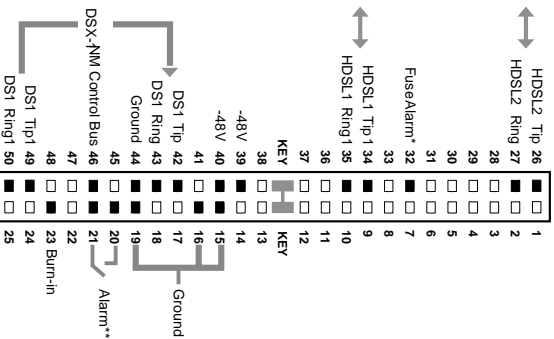 HDSL2 Tip 26 1
HDSL2 Ring 27 2
28 3
29 4
30 5
31 6
Fuse Alarm* 32 7
33 8
HDSL1 Tip 1 34 9
HDSL1 Ring1 35 10
36 11
37 12
KEY KEY
38 13
-48V 39 14
-48V 40 15
41 16
Ground
DS1 Tip 42 17
DS1 Ring 43 18
Ground 44 19
45 20
DSX-1
NM Control Bus 46 21
Alarm**
47 22
48 23 Burn-in
DS1 Tip1 49 24
DS1 Ring1 50 25